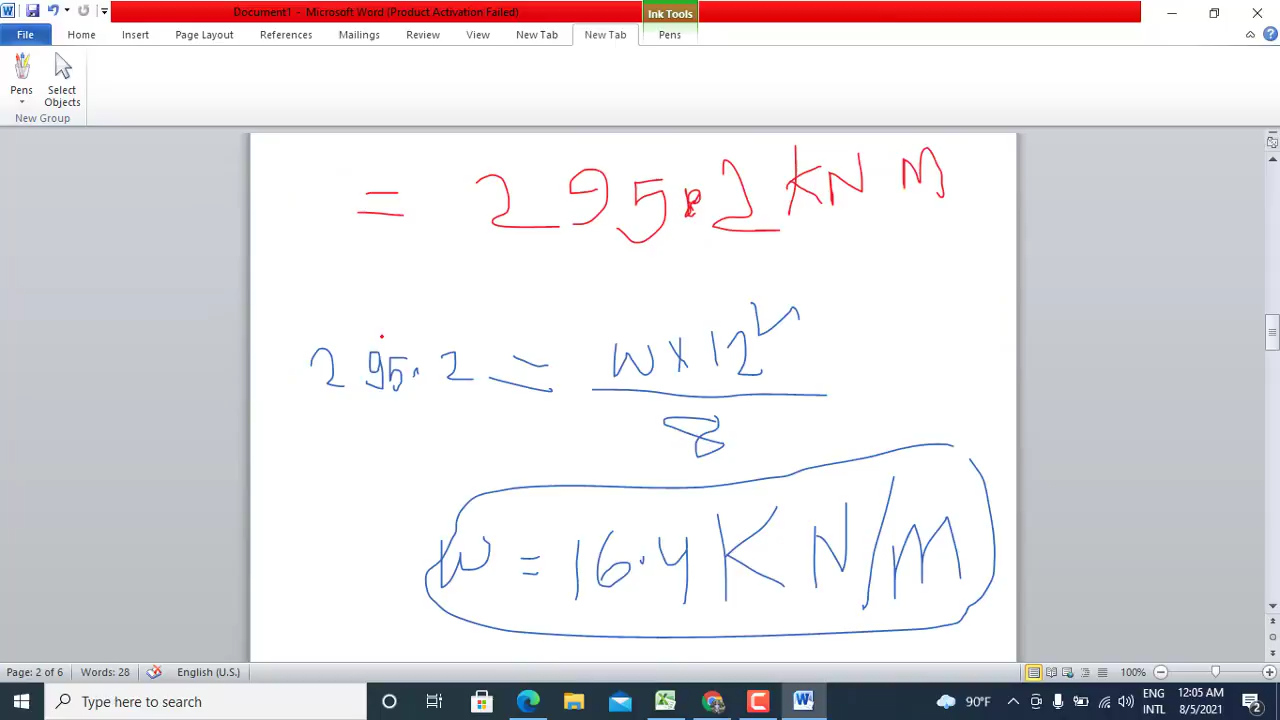 Document1 - Microsoft Word (Product Activation Failed)
Ink Tools
File Home Insert Page Layout References Mailings Review View New Tab New Tab Pens
Pens
Select Objects
New Group
= 295.2 KN M
295.2 = W x 12²
8
W = 16.4 KN/M
Page: 2 of 6 Words: 28 English (U.S.) 100%
Type here to search
90°F
ENG
INTL
12:05 AM
8/5/2021
2